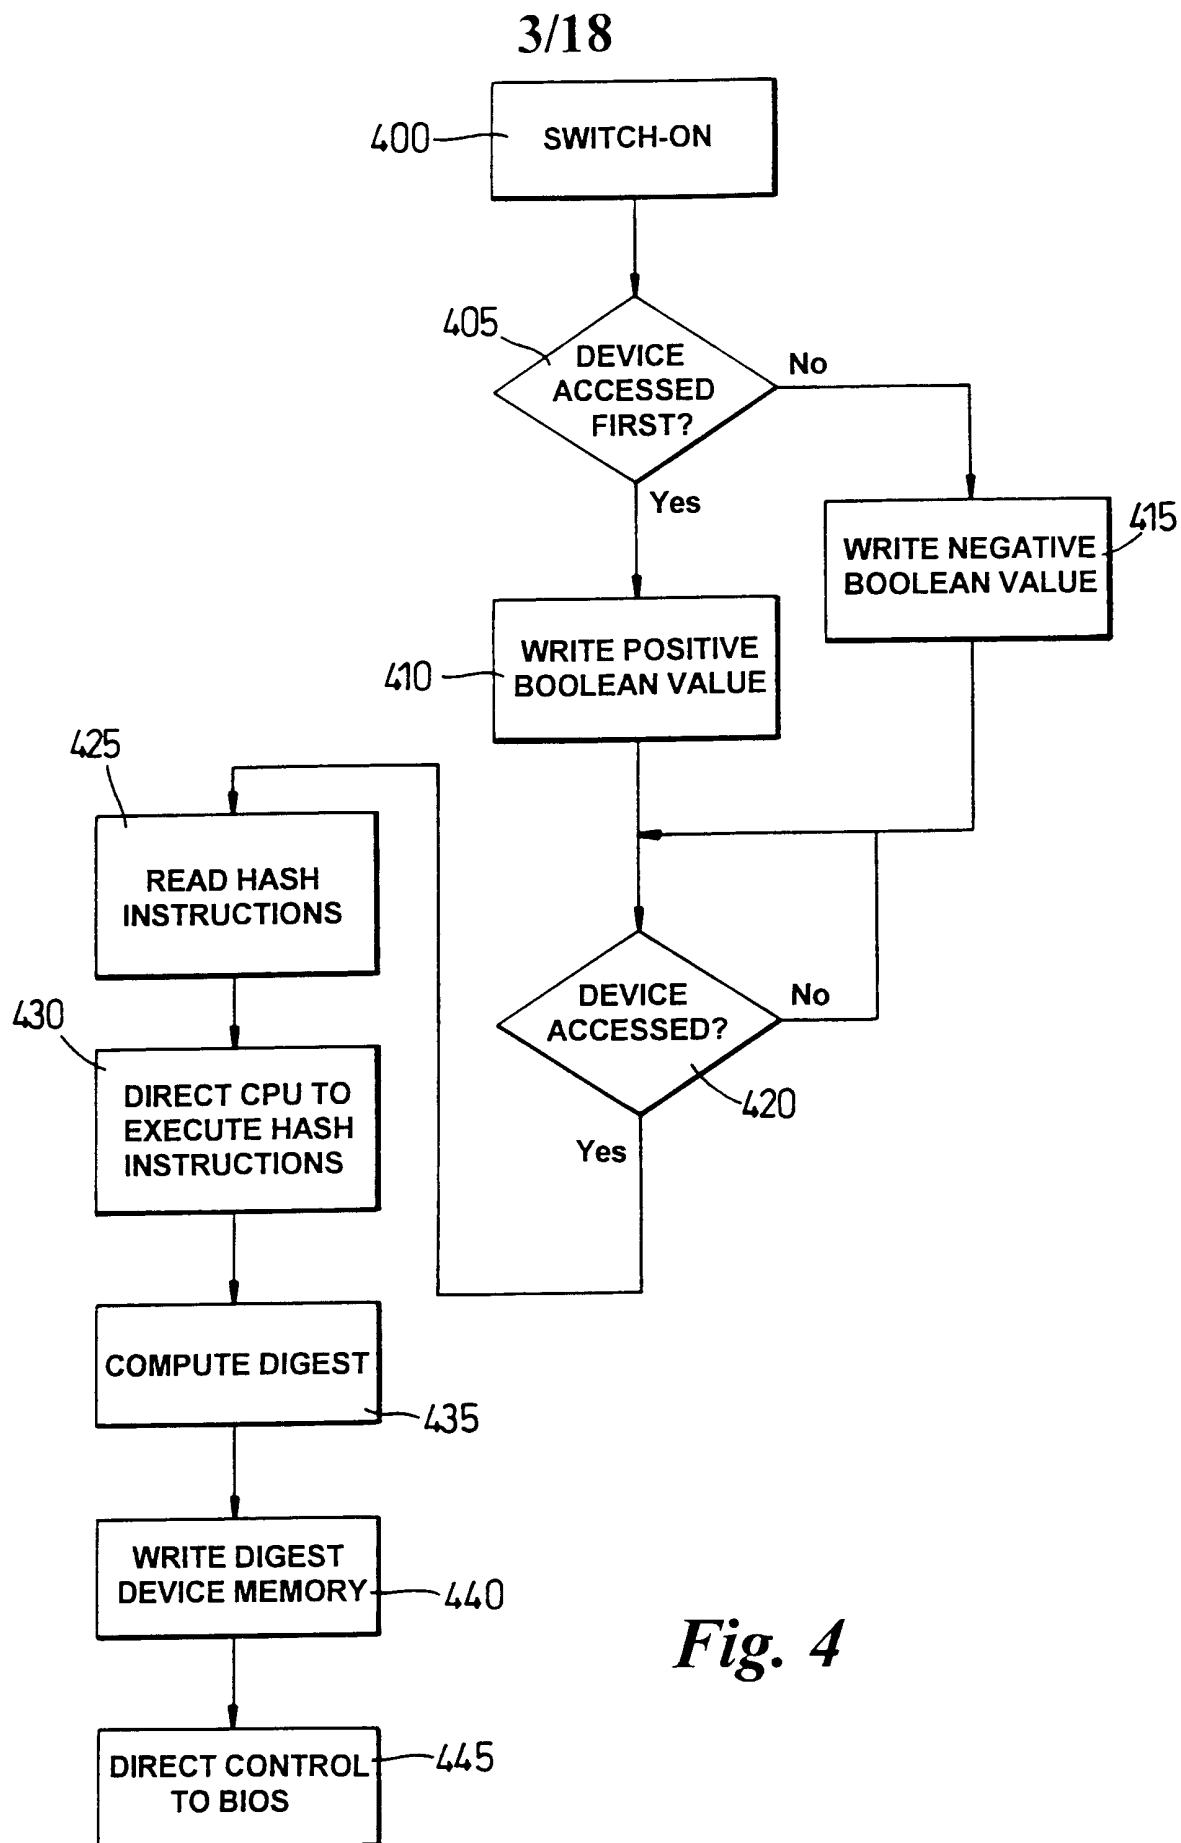 3/18
400
SWITCH-ON
405
DEVICE
ACCESSED
FIRST?
No
Yes
415
WRITE NEGATIVE
BOOLEAN VALUE
410
WRITE POSITIVE
BOOLEAN VALUE
425
READ HASH
INSTRUCTIONS
DEVICE
ACCESSED?
No
420
Yes
430
DIRECT CPU TO
EXECUTE HASH
INSTRUCTIONS
COMPUTE DIGEST
435
WRITE DIGEST
DEVICE MEMORY
440
DIRECT CONTROL
TO BIOS
445
Fig. 4